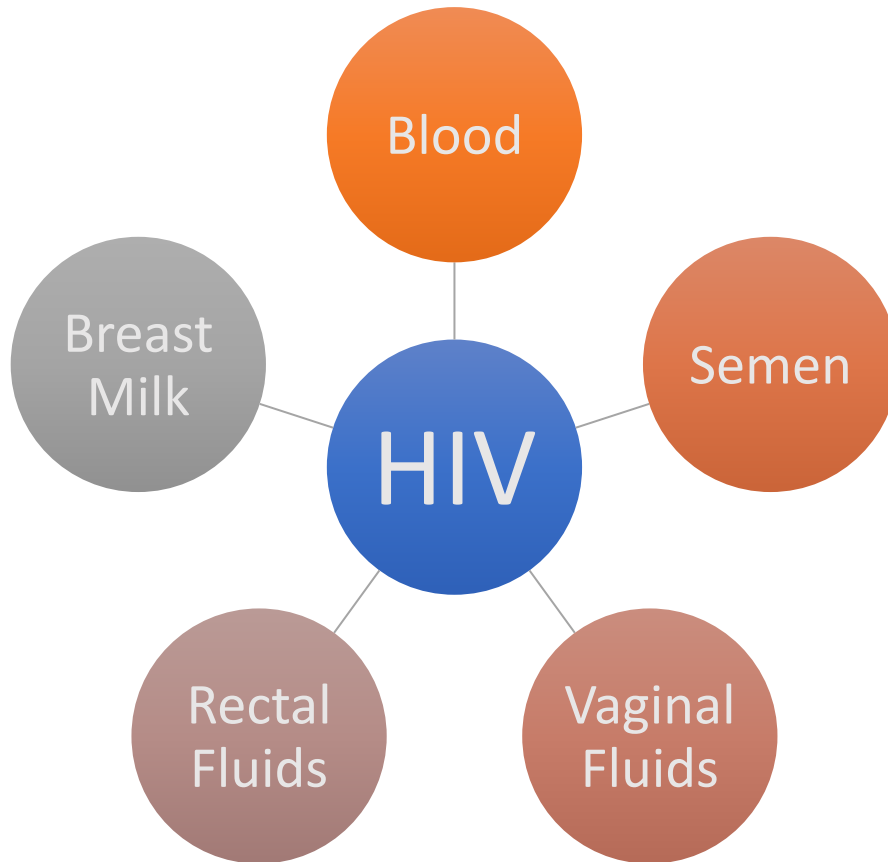 Blood
Semen
Vaginal
Fluids
Rectal
Fluids
Breast
Milk
HIV